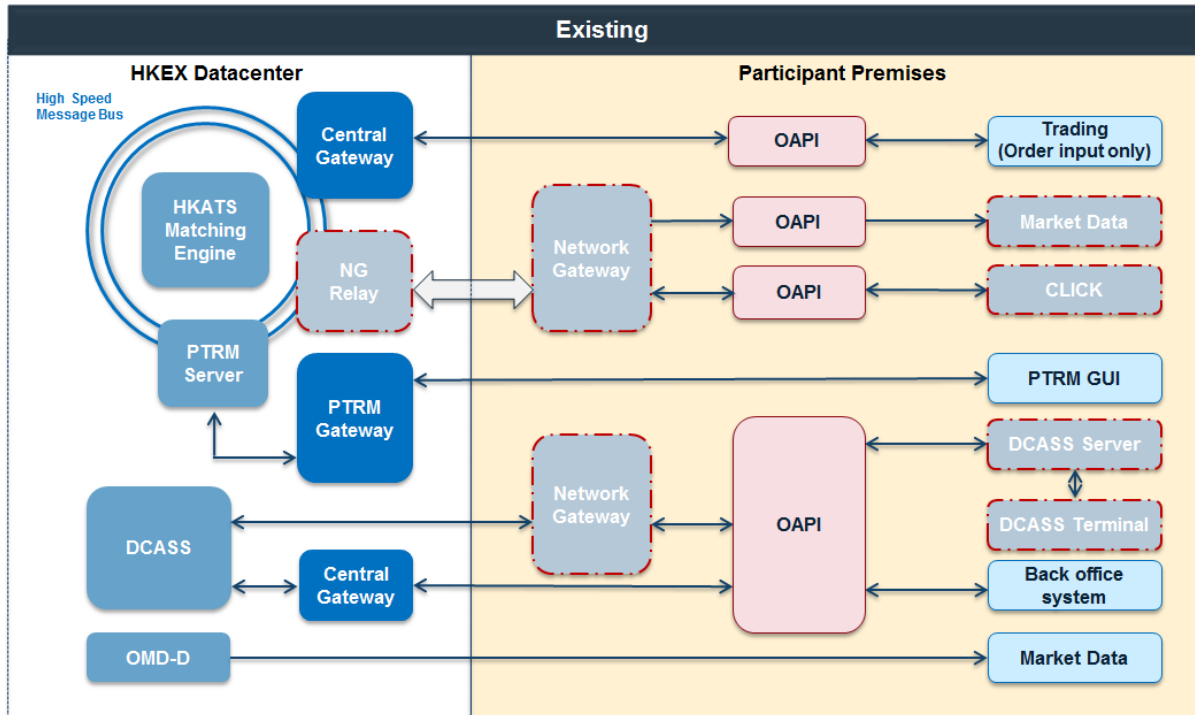 Existing
HKEX Datacenter
Participant Premises
High Speed
Message Bus
Central
Gateway
OAPI
Trading
(Order input only)
HKATS
Matching
Engine
Network
Gateway
OAPI
Market Data
NG
Relay
OAPI
CLICK
PTRM
Server
PTRM
Gateway
PTRM GUI
DCASS Server
Network
Gateway
OAPI
DCASS Terminal
DCASS
Central
Gateway
Back office
system
OMD-D
Market Data